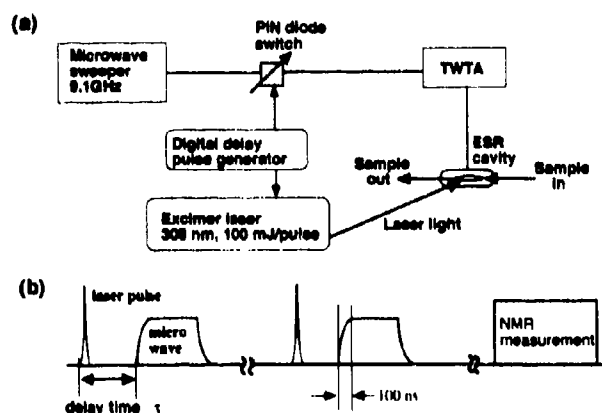 (a)
PIN diode
switch
Microwave
sweeper
9.1GHz
TWTA
Digital delay
pulse generator
ESR
cavity
Sample
out
Sample
in
Excimer laser
308 nm, 100 mJ/pulse
Laser light
(b)
laser pulse
micro
wave
NMR
measurement
100 ns
delay time τ